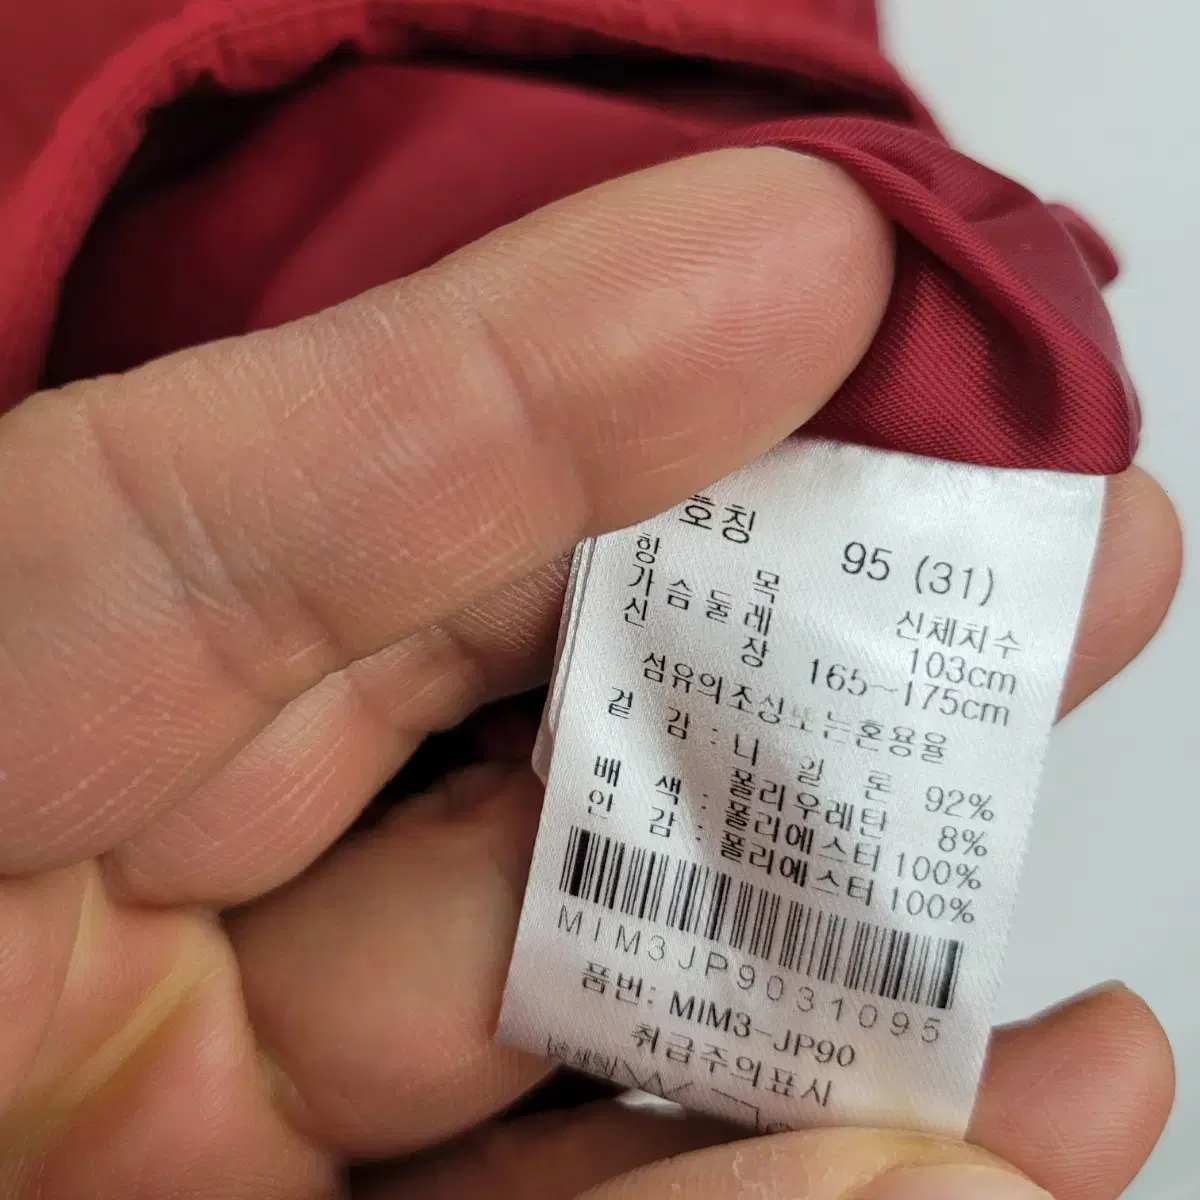 호칭 95 (31)
항 목 신체치수
가슴둘레 103cm
신 장 165~175cm
섬유의조성또는혼용율
겉 감 : 나 일 론 92%
폴리우레탄 8%
배 색 : 폴리에스터 100%
안 감 : 폴리에스터 100%
MIM3JP9031095
품번: MIM3-JP90
취급주의표시